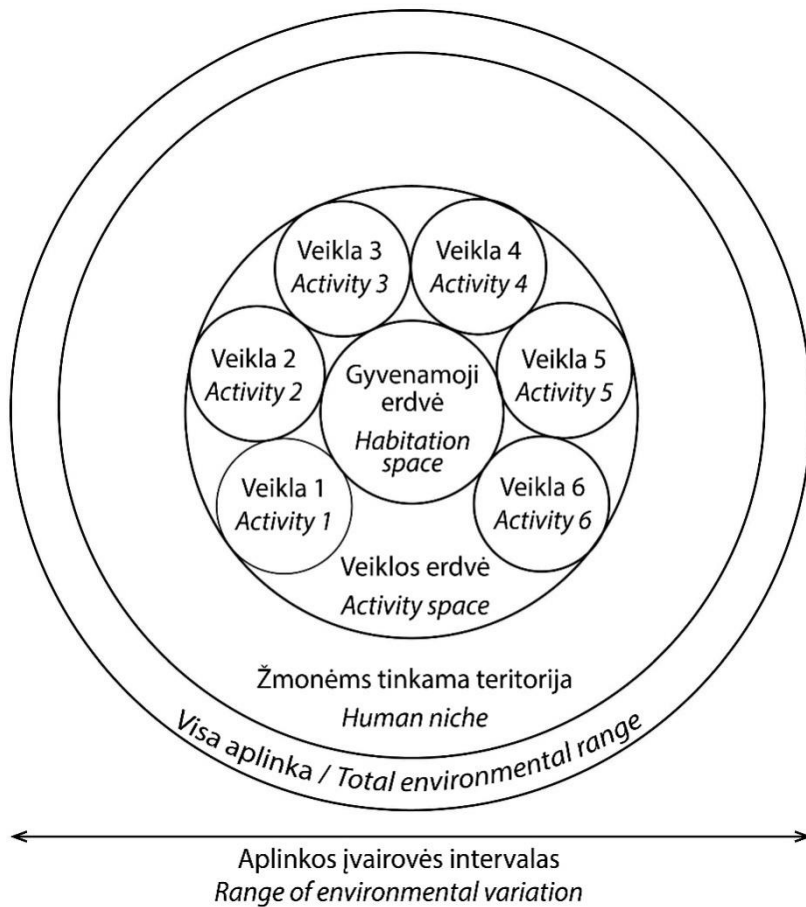 Veikla 3
Activity 3
Veikla 4
Activity 4
Veikla 2
Activity 2
Gyvenamoji
erdvė
Habitation
space
Veikla 5
Activity 5
Veikla 1
Activity 1
Veikla 6
Activity 6
Veiklos erdvė
Activity space
Žmonėms tinkama teritorija
Human niche
Visa aplinka / Total environmental range
Aplinkos įvairovės intervalas
Range of environmental variation